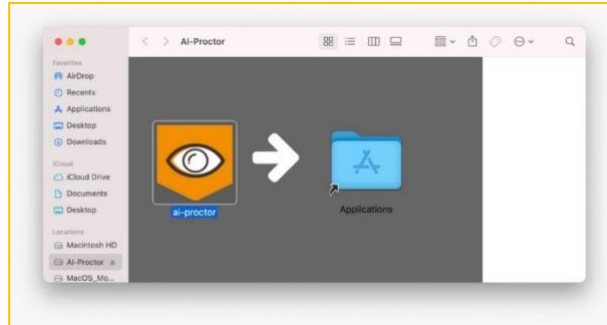 AI-Proctor
Favorites
AirDrop
Recents
Applications
Desktop
Downloads
iCloud
iCloud Drive
Documents
Desktop
Locations
Macintosh HD
AI-Proctor
MacOS_Mo...
ai-proctor
Applications